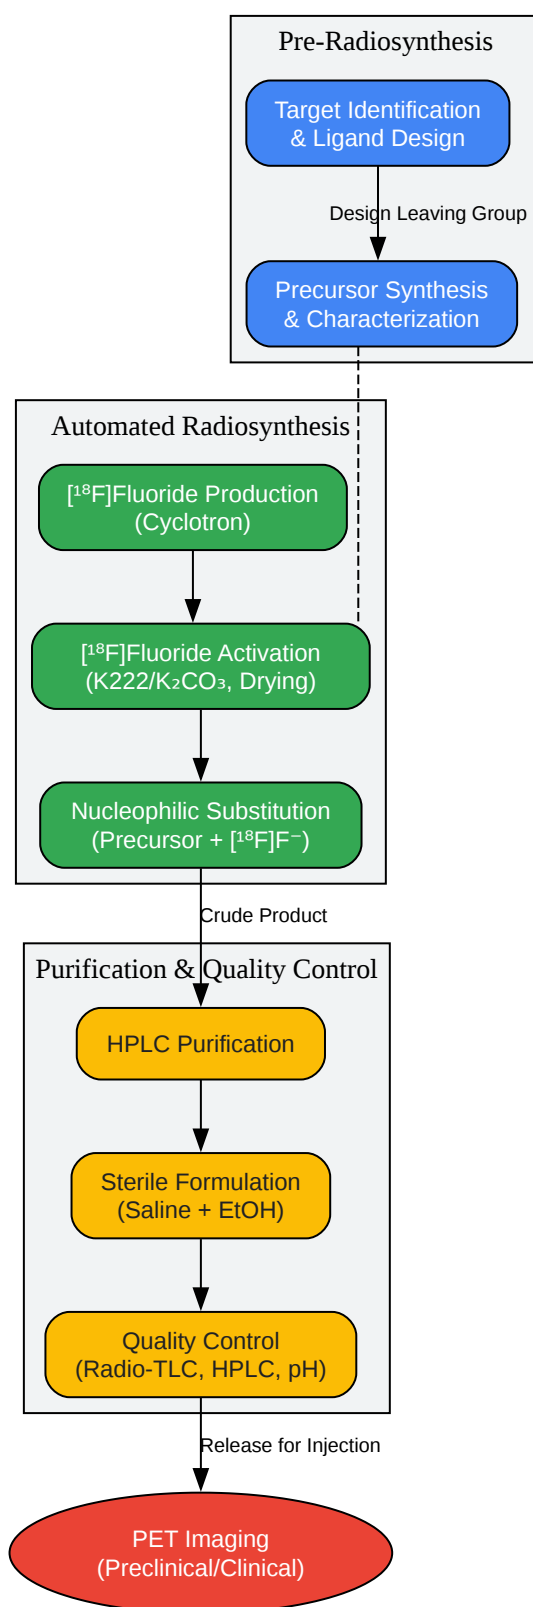 Pre-Radiosynthesis
Target Identification
& Ligand Design
Design Leaving Group
Precursor Synthesis
& Characterization
Automated Radiosynthesis
[¹⁸F]Fluoride Production
(Cyclotron)
[¹⁸F]Fluoride Activation
(K222/K₂CO₃, Drying)
Nucleophilic Substitution
(Precursor + [¹⁸F]F⁻)
Crude Product
Purification & Quality Control
HPLC Purification
Sterile Formulation
(Saline + EtOH)
Quality Control
(Radio-TLC, HPLC, pH)
Release for Injection
PET Imaging
(Preclinical/Clinical)